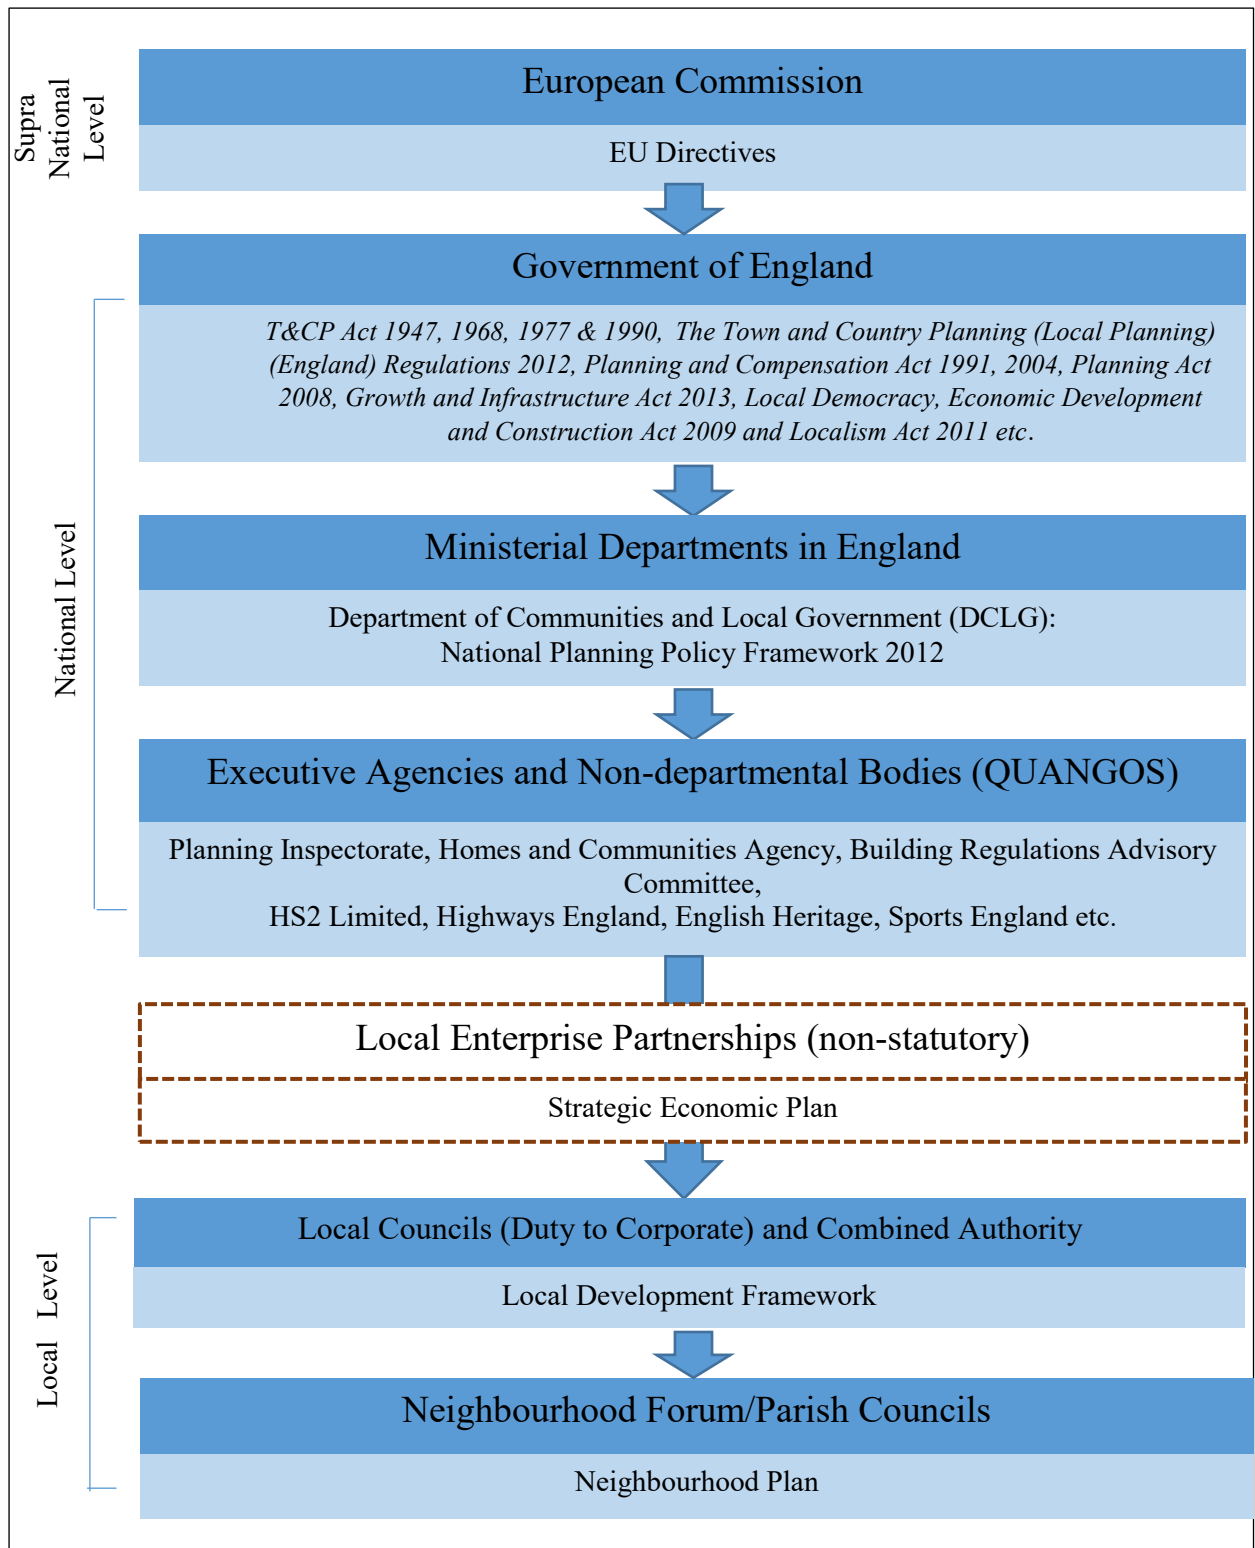 Supra
National
Level
European Commission
EU Directives
National Level
Government of England
T&CP Act 1947, 1968, 1977 & 1990, The Town and Country Planning (Local Planning)
(England) Regulations 2012, Planning and Compensation Act 1991, 2004, Planning Act
2008, Growth and Infrastructure Act 2013, Local Democracy, Economic Development
and Construction Act 2009 and Localism Act 2011 etc.
Ministerial Departments in England
Department of Communities and Local Government (DCLG):
National Planning Policy Framework 2012
Executive Agencies and Non-departmental Bodies (QUANGOS)
Planning Inspectorate, Homes and Communities Agency, Building Regulations Advisory
Committee,
HS2 Limited, Highways England, English Heritage, Sports England etc.
Local Enterprise Partnerships (non-statutory)
Strategic Economic Plan
Local Level
Local Councils (Duty to Corporate) and Combined Authority
Local Development Framework
Neighbourhood Forum/Parish Councils
Neighbourhood Plan